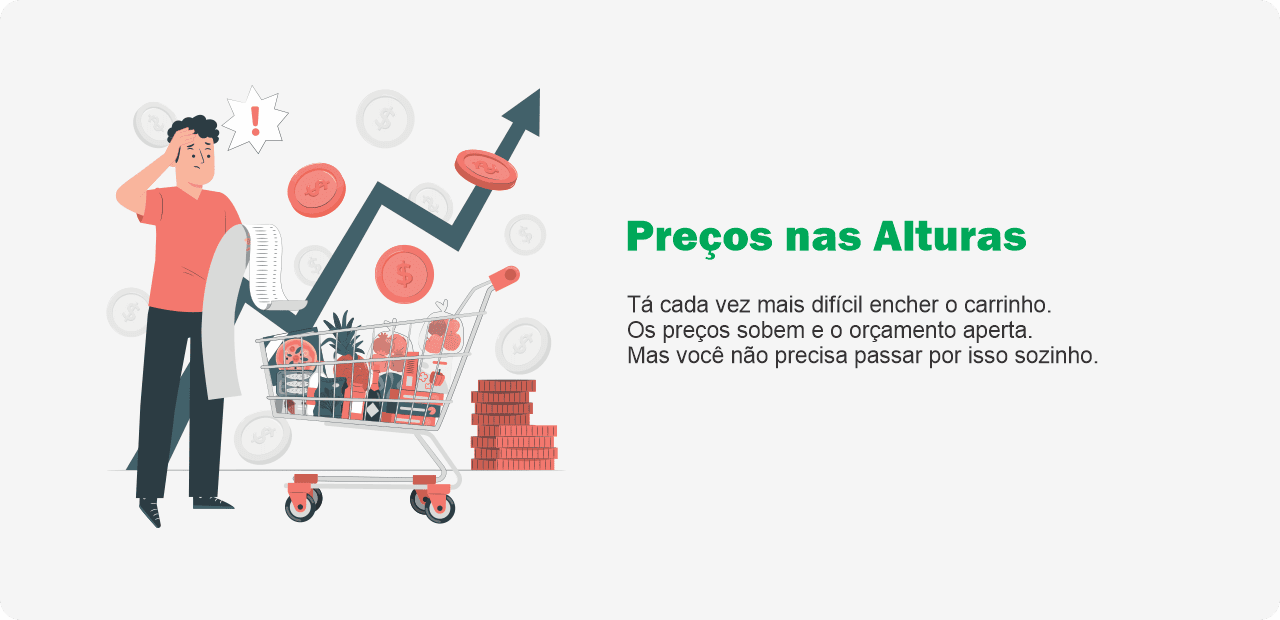 Preços nas Alturas
Tá cada vez mais difícil encher o carrinho.
Os preços sobem e o orçamento aperta.
Mas você não precisa passar por isso sozinho.